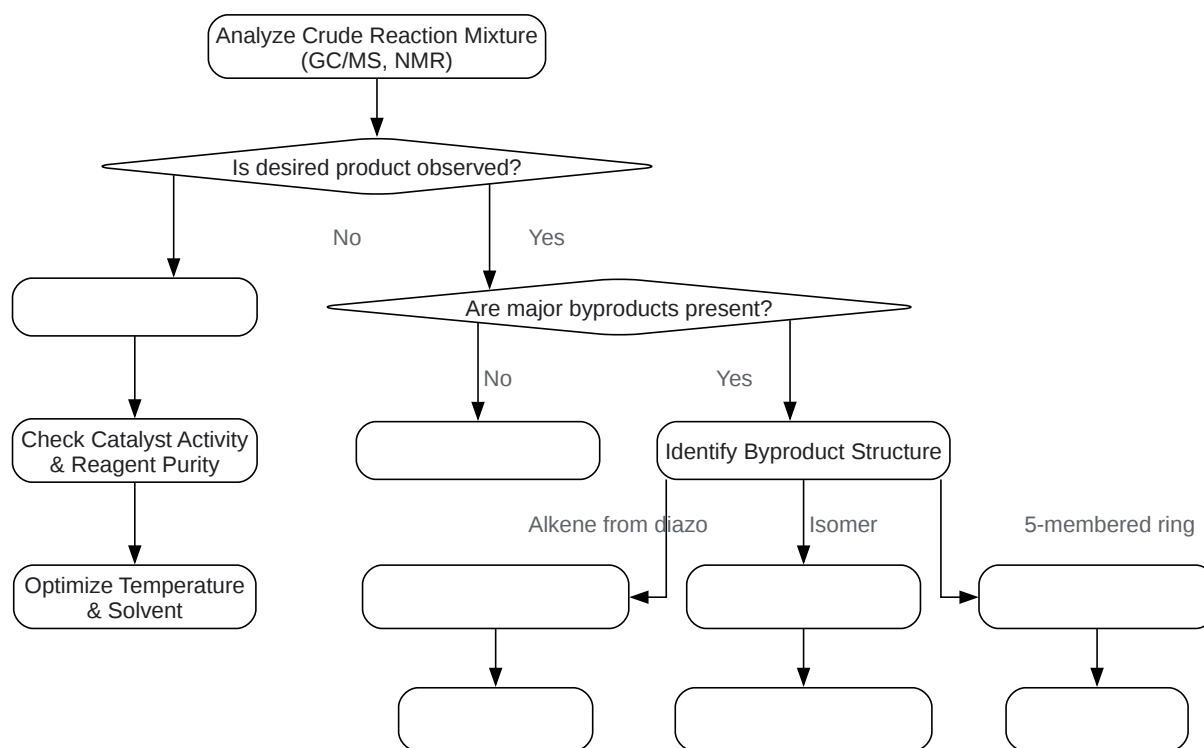 Analyze Crude Reaction Mixture
(GC/MS, NMR)
Is desired product observed?
No
Yes
Are major byproducts present?
No
Yes
Check Catalyst Activity
& Reagent Purity
Identify Byproduct Structure
Alkene from diazo
Isomer
5-membered ring
Optimize Temperature
& Solvent